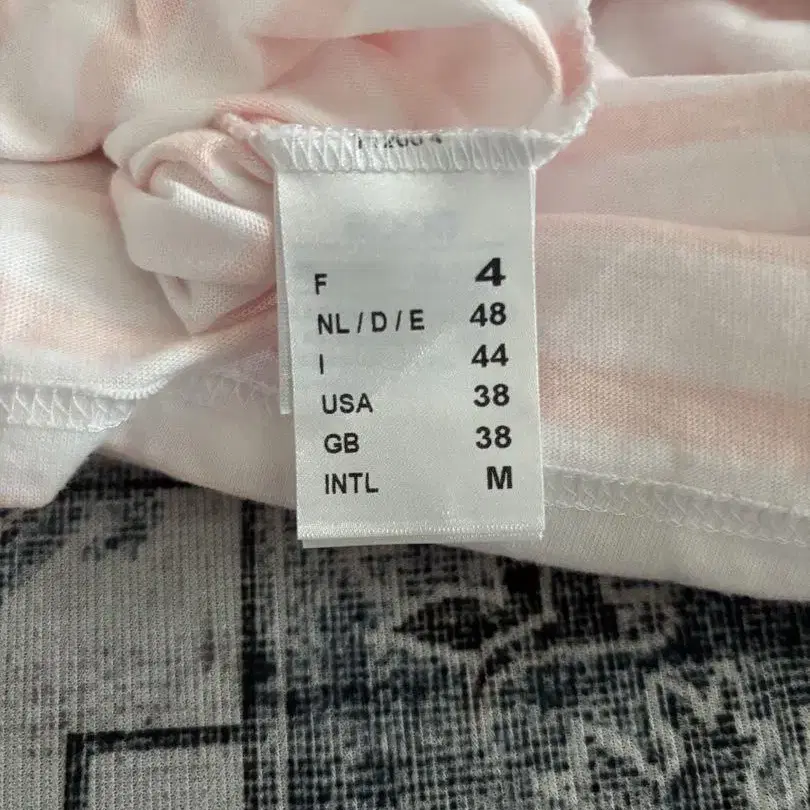 F 4
NL / D / E 48
I 44
USA 38
GB 38
INTL M